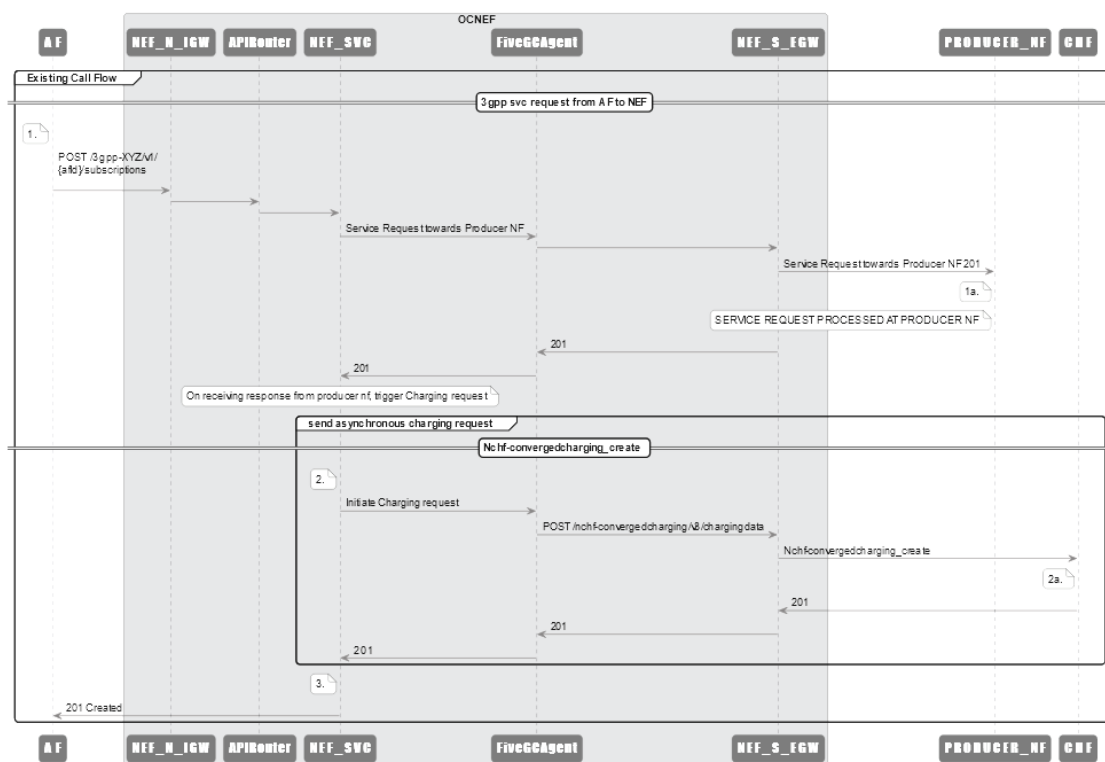 OCNEF
AF
NEF_N_IGW
APIRouter
NEF_SVC
FiveGCAgent
NEF_S_EGW
PRODUCER_NF
CHF
Existing Call Flow
3gpp svc request from AF to NEF
1.
POST /3gpp-XYZ/v1/
{afId}/subscriptions
Service Request towards Producer NF
Service Request towards Producer NF 201
1a.
SERVICE REQUEST PROCESSED AT PRODUCER NF
201
201
On receiving response from producer nf, trigger Charging request
send asynchronous charging request
Nchf-convergedcharging_create
2.
Initiate Charging request
POST /nchf-convergedcharging/v3/chargingdata
Nchf-convergedcharging_create
2a.
201
201
201
3.
201 Created
AF
NEF_N_IGW
APIRouter
NEF_SVC
FiveGCAgent
NEF_S_EGW
PRODUCER_NF
CHF